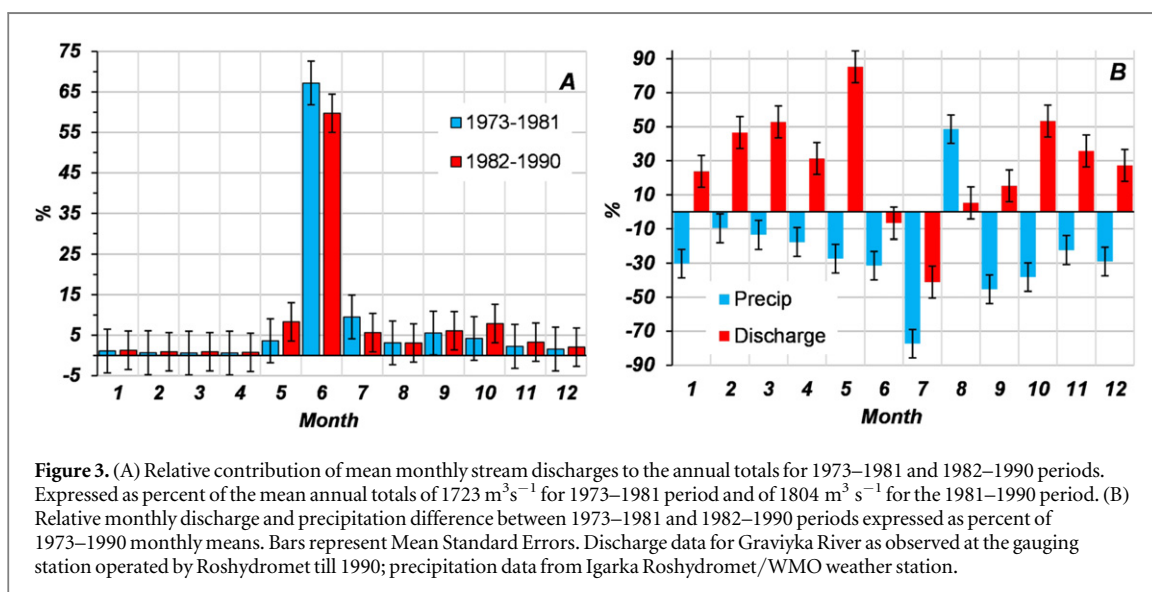 75
65
55
45
35
25
15
5
-5
%
A
1973-1981
1982-1990
1 2 3 4 5 6 7 8 9 10 11 12
Month
90
70
50
30
10
-10
-30
-50
-70
-90
%
B
Precip
Discharge
1 2 3 4 5 6 7 8 9 10 11 12
Month
Figure 3. (A) Relative contribution of mean monthly stream discharges to the annual totals for 1973–1981 and 1982–1990 periods.
Expressed as percent of the mean annual totals of 1723 m³s⁻¹ for 1973–1981 period and of 1804 m³ s⁻¹ for the 1981–1990 period. (B)
Relative monthly discharge and precipitation difference between 1973–1981 and 1982–1990 periods expressed as percent of
1973–1990 monthly means. Bars represent Mean Standard Errors. Discharge data for Graviyka River as observed at the gauging
station operated by Roshydromet till 1990; precipitation data from Igarka Roshydromet/WMO weather station.